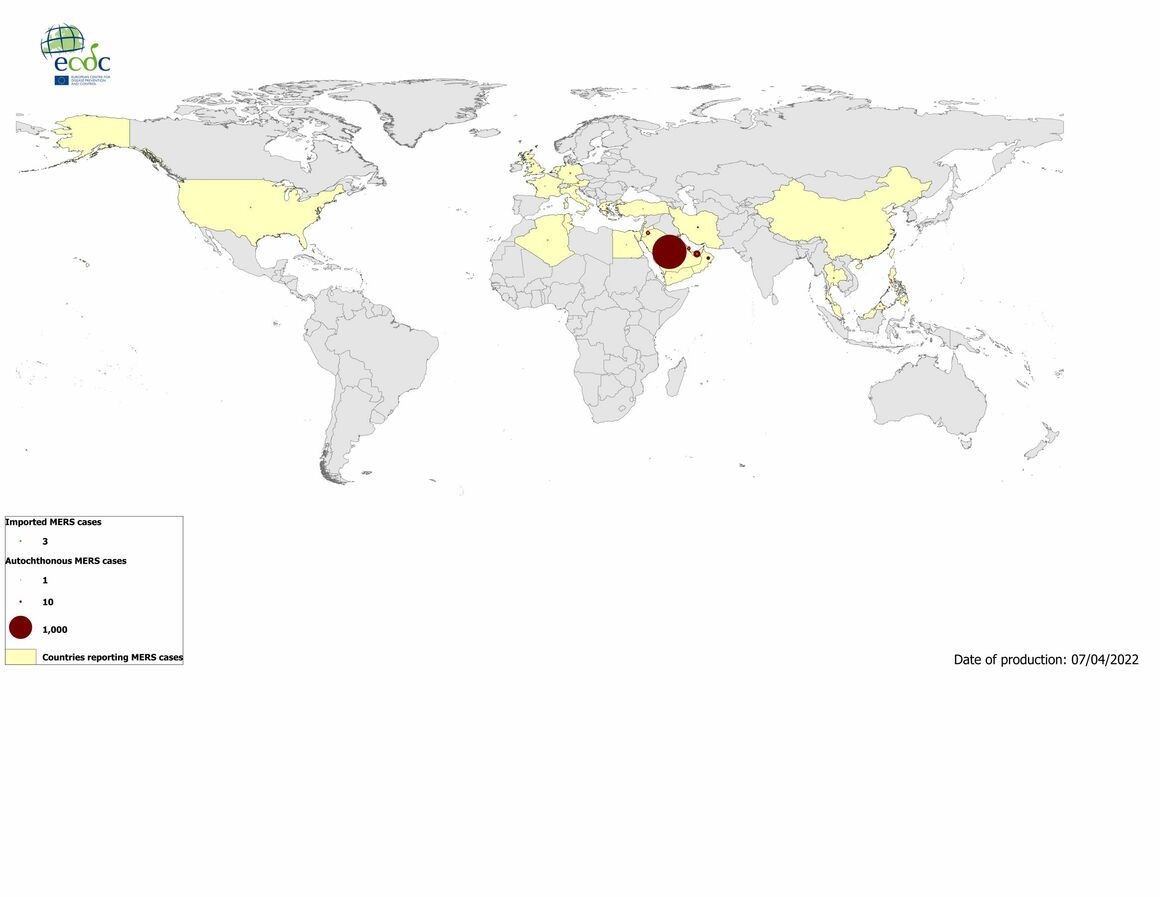 ecdc
EUROPEAN CENTRE FOR
DISEASE PREVENTION
AND CONTROL
Imported MERS cases
3
Autochthonous MERS cases
1
10
1,000
Countries reporting MERS cases
Date of production: 07/04/2022